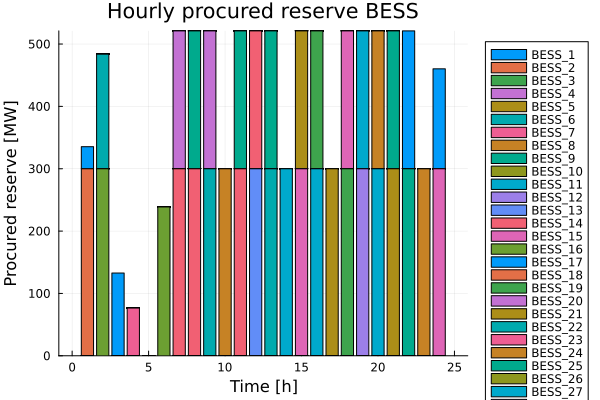 Hourly procured reserve BESS
Procured reserve [MW]
500
400
300
200
100
0
0 5 10 15 20 25
Time [h]
BESS_1
BESS_2
BESS_3
BESS_4
BESS_5
BESS_6
BESS_7
BESS_8
BESS_9
BESS_10
BESS_11
BESS_12
BESS_13
BESS_14
BESS_15
BESS_16
BESS_17
BESS_18
BESS_19
BESS_20
BESS_21
BESS_22
BESS_23
BESS_24
BESS_25
BESS_26
BESS_27